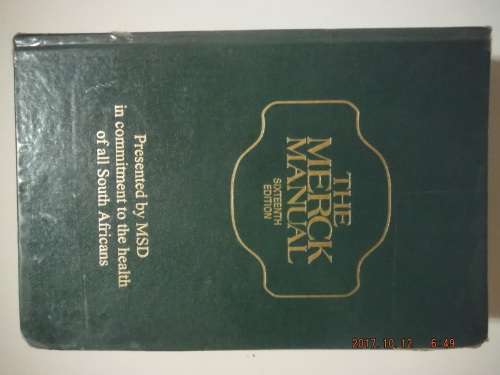 THE
MERCK
MANUAL
SIXTEENTH
EDITION
Presented by MSD
in commitment to the health
of all South Africans
2017.10.12 6:49